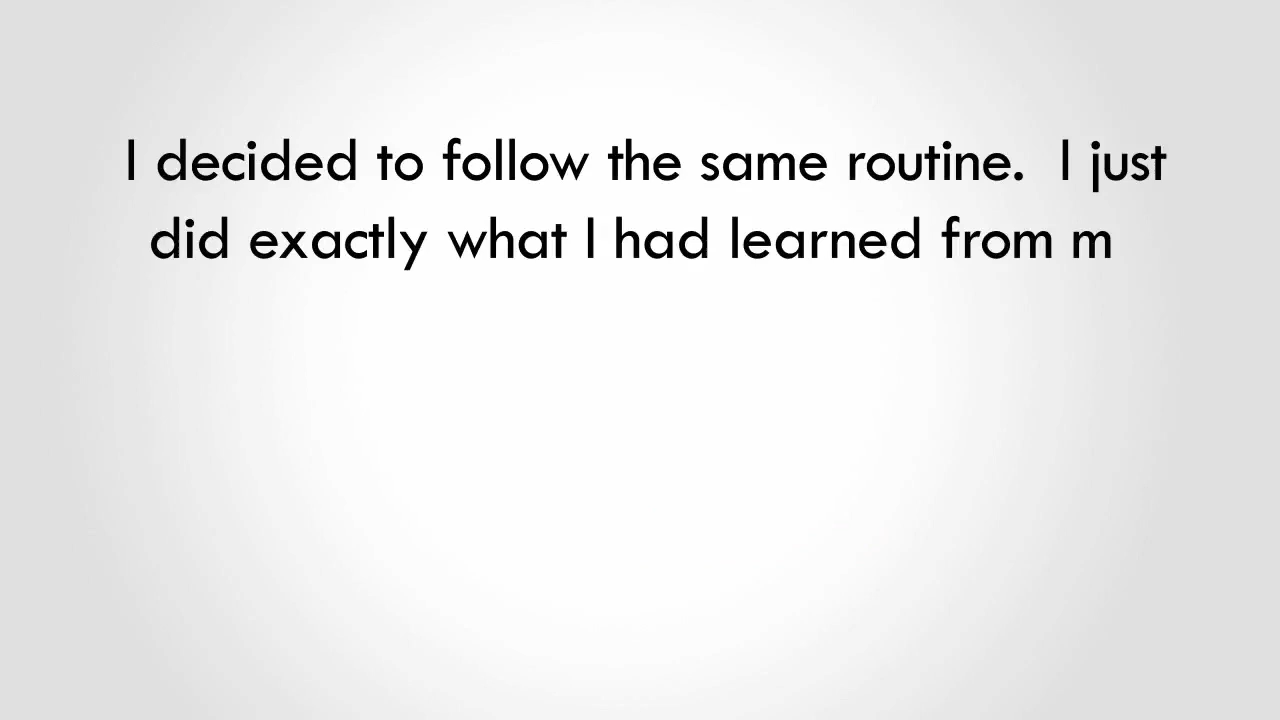 I decided to follow the same routine.  I just
did exactly what I had learned from m